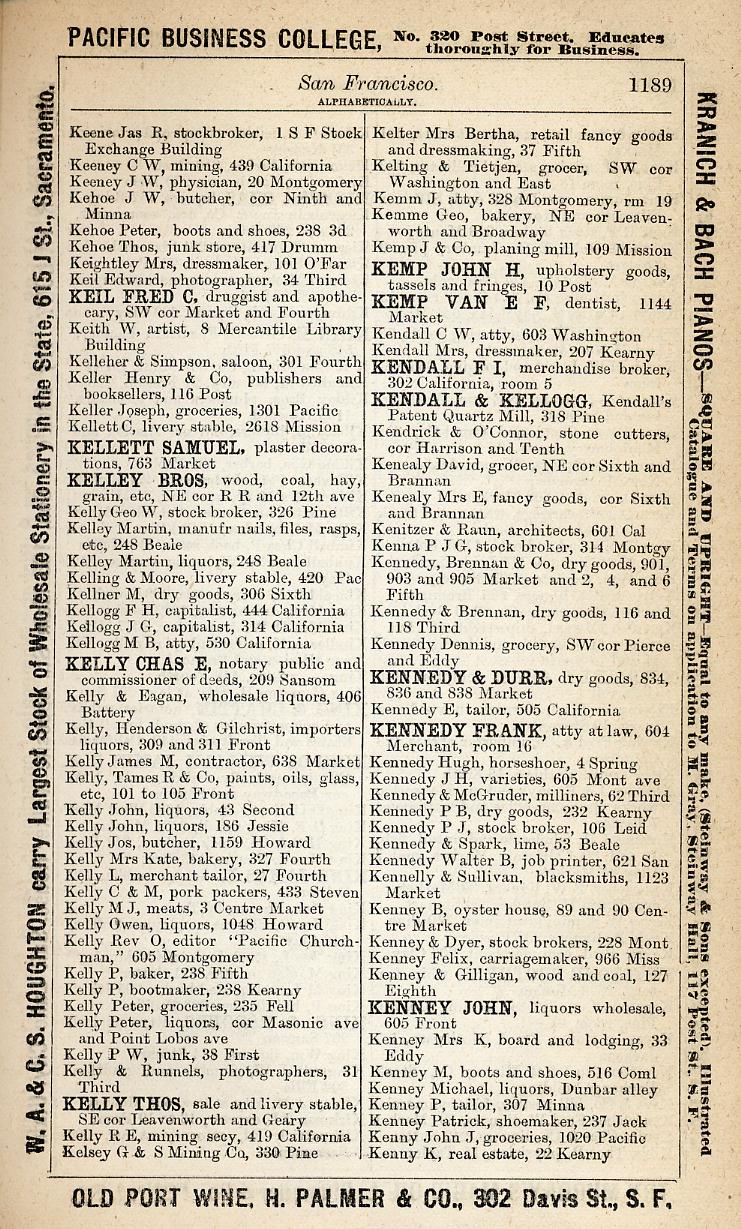 PACIFIC BUSINESS COLLEGE, No. 320 Post Street. Educates
thoroughly for Business.
San Francisco. 1189
ALPHABETICALLY.
Keene Jas R, stockbroker, 1 S F Stock
Exchange Building
Keeney C W, mining, 439 California
Keeney J W, physician, 20 Montgomery
Kehoe J W, butcher, cor Ninth and
Minna
Kehoe Peter, boots and shoes, 238 3d
Kehoe Thos, junk store, 417 Drumm
Keightley Mrs, dressmaker, 101 O'Far
Keil Edward, photographer, 34 Third
KEIL FRED C, druggist and apothe-
cary, SW cor Market and Fourth
Keith W, artist, 8 Mercantile Library
Building
Kelleher & Simpson, saloon, 301 Fourth
Keller Henry & Co, publishers and
booksellers, 116 Post
Keller Joseph, groceries, 1301 Pacific
Kellett C, livery stable, 2618 Mission
KELLETT SAMUEL, plaster decora-
tions, 763 Market
KELLEY BROS, wood, coal, hay,
grain, etc, NE cor R R and 12th ave
Kelly Geo W, stock broker, 326 Pine
Kelley Martin, manufr nails, files, rasps,
etc, 248 Beale
Kelley Martin, liquors, 248 Beale
Kelling & Moore, livery stable, 420 Pac
Kellner M, dry goods, 306 Sixth
Kellogg F H, capitalist, 444 California
Kellogg J G, capitalist, 314 California
Kellogg M B, atty, 530 California
KELLY CHAS E, notary public and
commissioner of deeds, 209 Sansom
Kelly & Eagan, wholesale liquors, 406
Battery
Kelly, Henderson & Gilchrist, importers
liquors, 309 and 311 Front
Kelly James M, contractor, 638 Market
Kelly, Tames R & Co, paints, oils, glass,
etc, 101 to 105 Front
Kelly John, liquors, 43 Second
Kelly John, liquors, 186 Jessie
Kelly Jos, butcher, 1159 Howard
Kelly Mrs Kate, bakery, 327 Fourth
Kelly L, merchant tailor, 27 Fourth
Kelly C & M, pork packers, 433 Steven
Kelly M J, meats, 3 Centre Market
Kelly Owen, liquors, 1048 Howard
Kelly Rev O, editor "Pacific Church-
man," 605 Montgomery
Kelly P, baker, 238 Fifth
Kelly P, bootmaker, 238 Kearny
Kelly Peter, groceries, 235 Fell
Kelly Peter, liquors, cor Masonic ave
and Point Lobos ave
Kelly P W, junk, 38 First
Kelly & Runnels, photographers, 31
Third
KELLY THOS, sale and livery stable,
SE cor Leavenworth and Geary
Kelly R E, mining secy, 419 California
Kelsey G & S Mining Co, 330 Pine
Kelter Mrs Bertha, retail fancy goods
and dressmaking, 37 Fifth
Kelting & Tietjen, grocer, SW cor
Washington and East
Kemm J, atty, 328 Montgomery, rm 19
Kemme Geo, bakery, NE cor Leaven-
worth and Broadway
Kemp J & Co, planing mill, 109 Mission
KEMP JOHN H, upholstery goods,
tassels and fringes, 10 Post
KEMP VAN E F, dentist, 1144
Market
Kendall C W, atty, 603 Washington
Kendall Mrs, dressmaker, 207 Kearny
KENDALL F I, merchandise broker,
302 California, room 5
KENDALL & KELLOGG, Kendall's
Patent Quartz Mill, 318 Pine
Kendrick & O'Connor, stone cutters,
cor Harrison and Tenth
Kenealy David, grocer, NE cor Sixth and
Brannan
Kenealy Mrs E, fancy goods, cor Sixth
and Brannan
Kenitzer & Raun, architects, 601 Cal
Kenna P J G, stock broker, 314 Montgy
Kennedy, Brennan & Co, dry goods, 901,
903 and 905 Market and 2, 4, and 6
Fifth
Kennedy & Brennan, dry goods, 116 and
118 Third
Kennedy Dennis, grocery, SW cor Pierce
and Eddy
KENNEDY & DURR, dry goods, 834,
836 and 838 Market
Kennedy E, tailor, 505 California
KENNEDY FRANK, atty at law, 604
Merchant, room 16
Kennedy Hugh, horseshoer, 4 Spring
Kennedy J H, varieties, 605 Mont ave
Kennedy & McGruder, milliners, 62 Third
Kennedy P B, dry goods, 232 Kearny
Kennedy P J, stock broker, 106 Leid
Kennedy & Spark, lime, 53 Beale
Kennedy Walter B, job printer, 621 San
Kennelly & Sullivan, blacksmiths, 1123
Market
Kenney B, oyster house, 89 and 90 Cen-
tre Market
Kenney & Dyer, stock brokers, 228 Mont
Kenney Felix, carriagemaker, 966 Miss
Kenney & Gilligan, wood and coal, 127
Eighth
KENNEY JOHN, liquors wholesale,
605 Front
Kenney Mrs K, board and lodging, 33
Eddy
Kenney M, boots and shoes, 516 Coml
Kenney Michael, liquors, Dunbar alley
Kenney P, tailor, 307 Minna
Kenney Patrick, shoemaker, 237 Jack
Kenny John J, groceries, 1020 Pacific
Kenny K, real estate, 22 Kearny
W. A. & C. S. HOUGHTON carry Largest Stock of Wholesale Stationery in the State, 615 J St., Sacramento.
KRANICH & BACH PIANOS—SQUARE AND UPRIGHT—Equal to any make, (Steinway & Sons excepted). Illustrated
Catalogue and Terms on application to M. Gray, Steinway Hall, 117 Post St. S. F.
OLD PORT WINE, H. PALMER & CO., 302 Davis St., S. F.